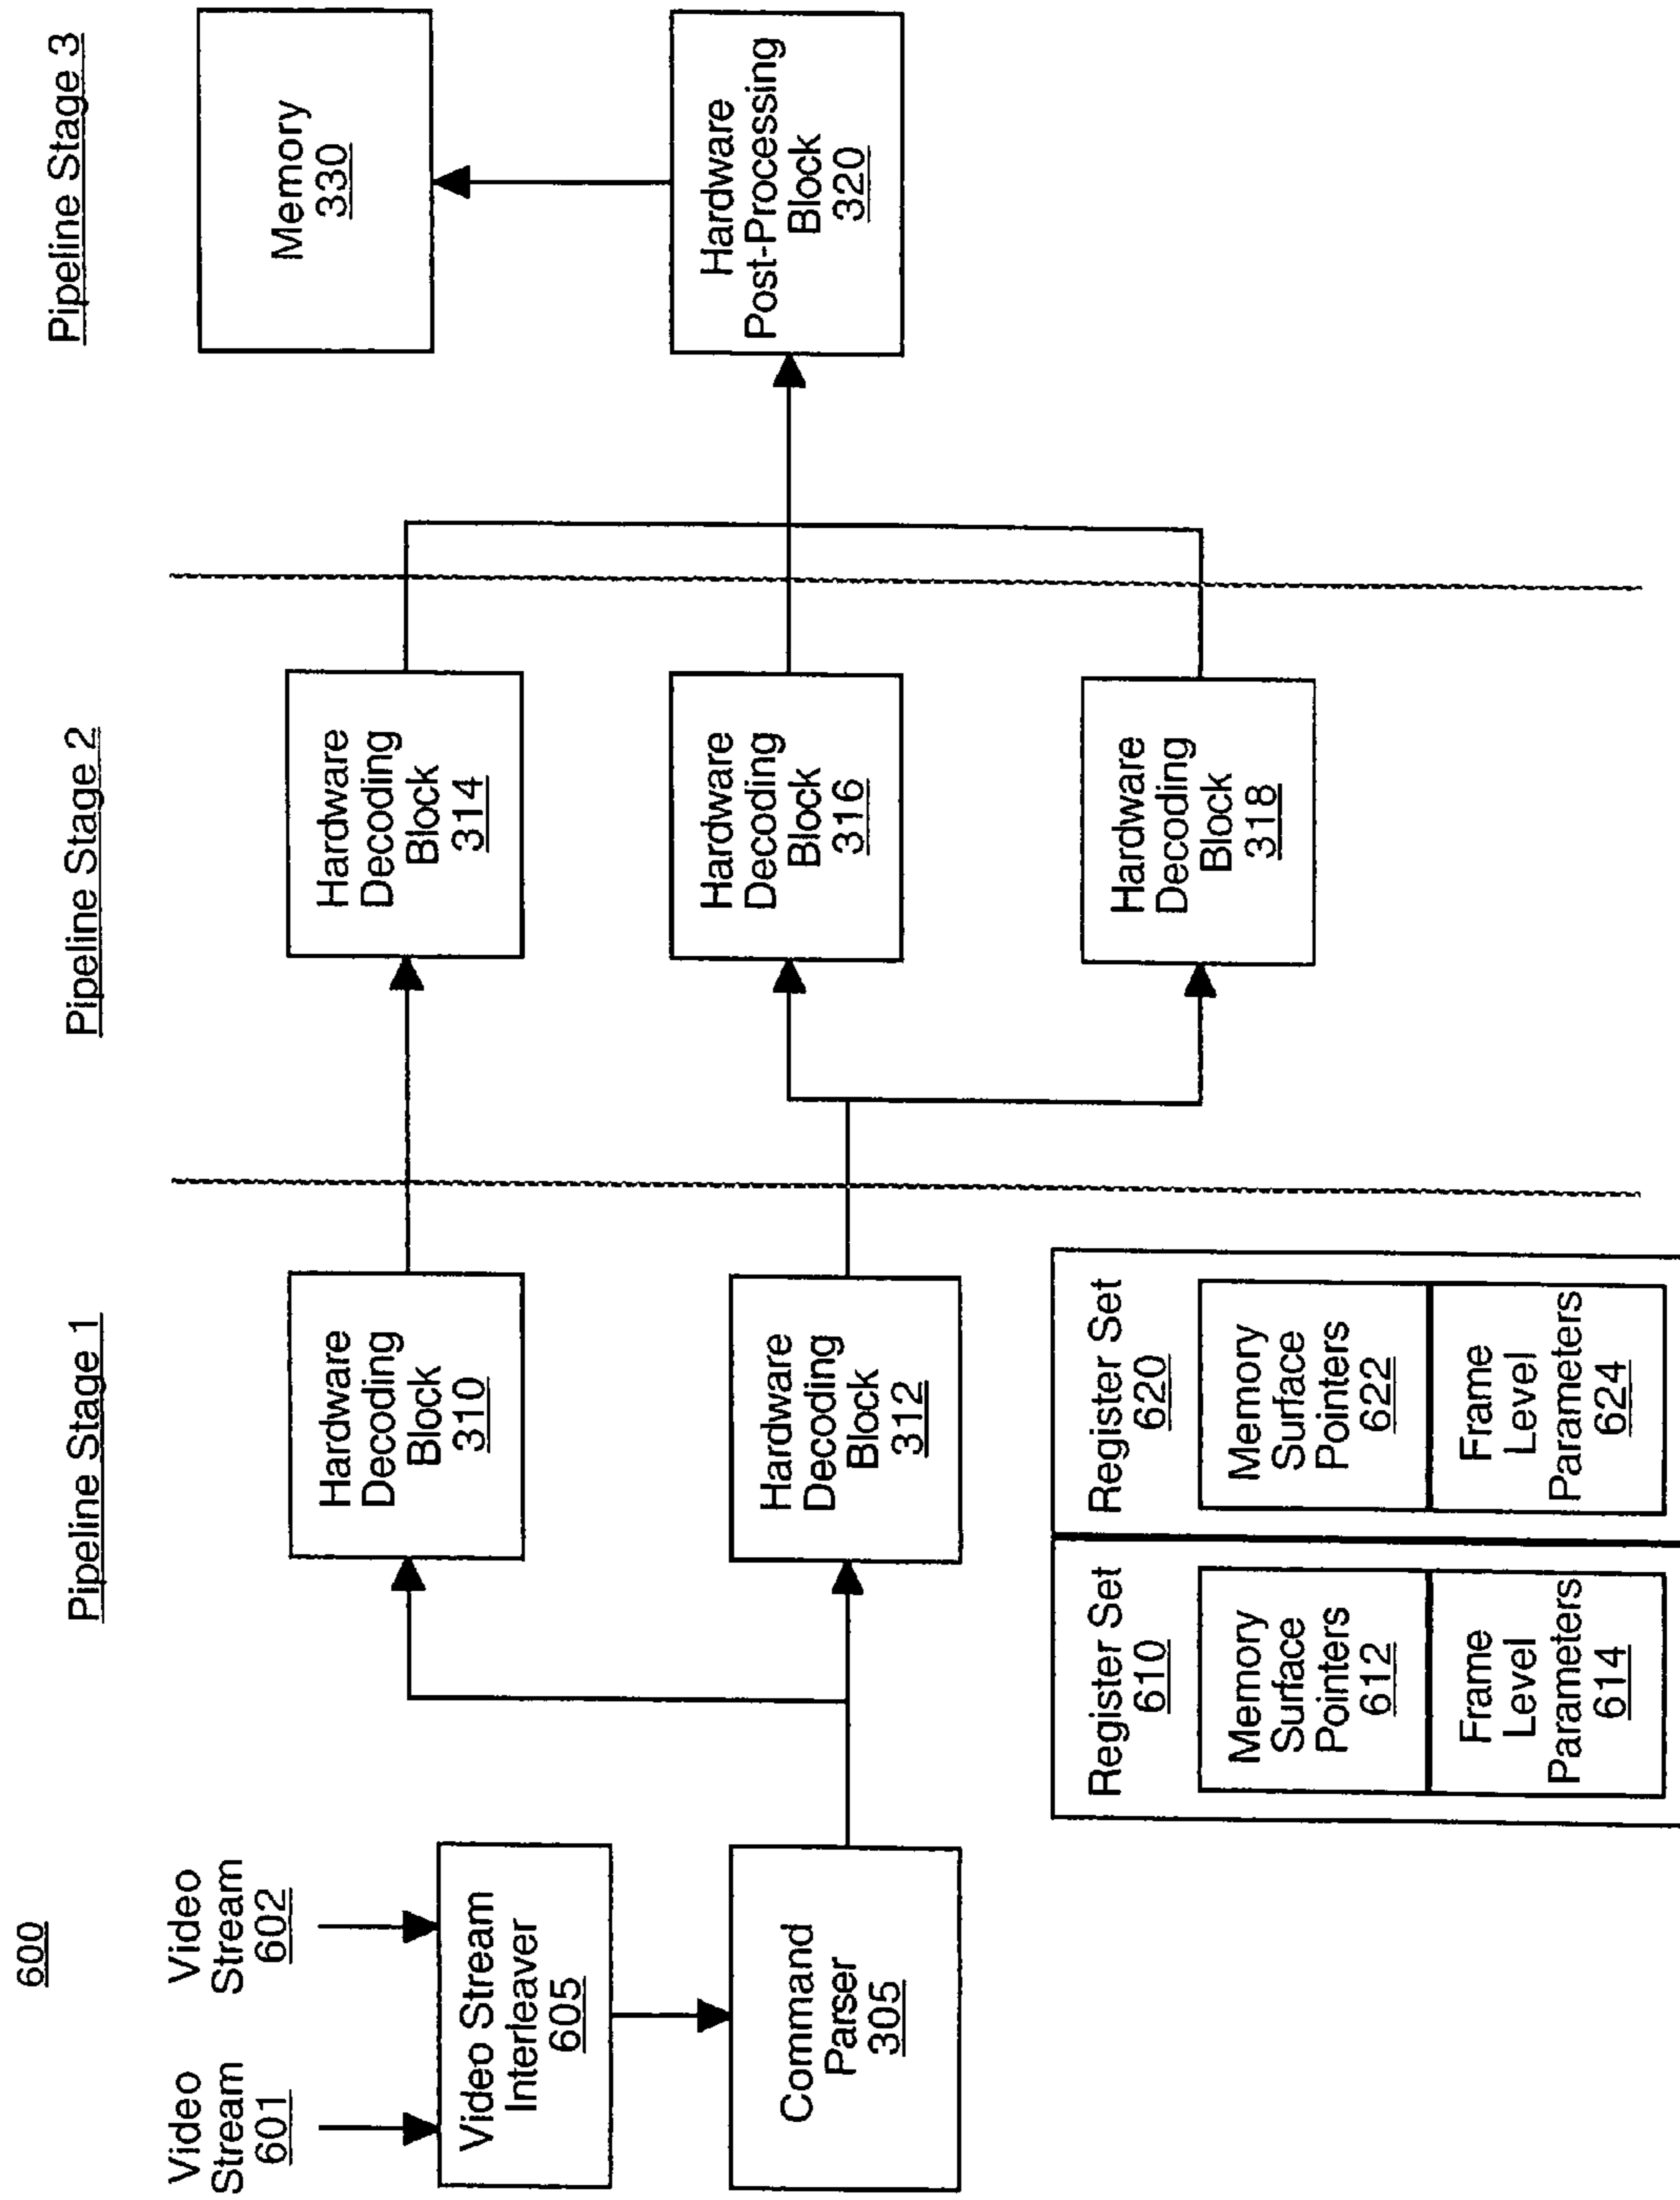 600
Pipeline Stage 1
Pipeline Stage 2
Pipeline Stage 3
Video
Stream
601
Video
Stream
602
Video Stream
Interleaver
605
Command
Parser
305
Hardware
Decoding
Block
310
Hardware
Decoding
Block
312
Hardware
Decoding
Block
314
Hardware
Decoding
Block
316
Hardware
Decoding
Block
318
Memory
330
Hardware
Post-Processing
Block
320
Register Set
610
Memory
Surface
Pointers
612
Frame
Level
Parameters
614
Register Set
620
Memory
Surface
Pointers
622
Frame
Level
Parameters
624